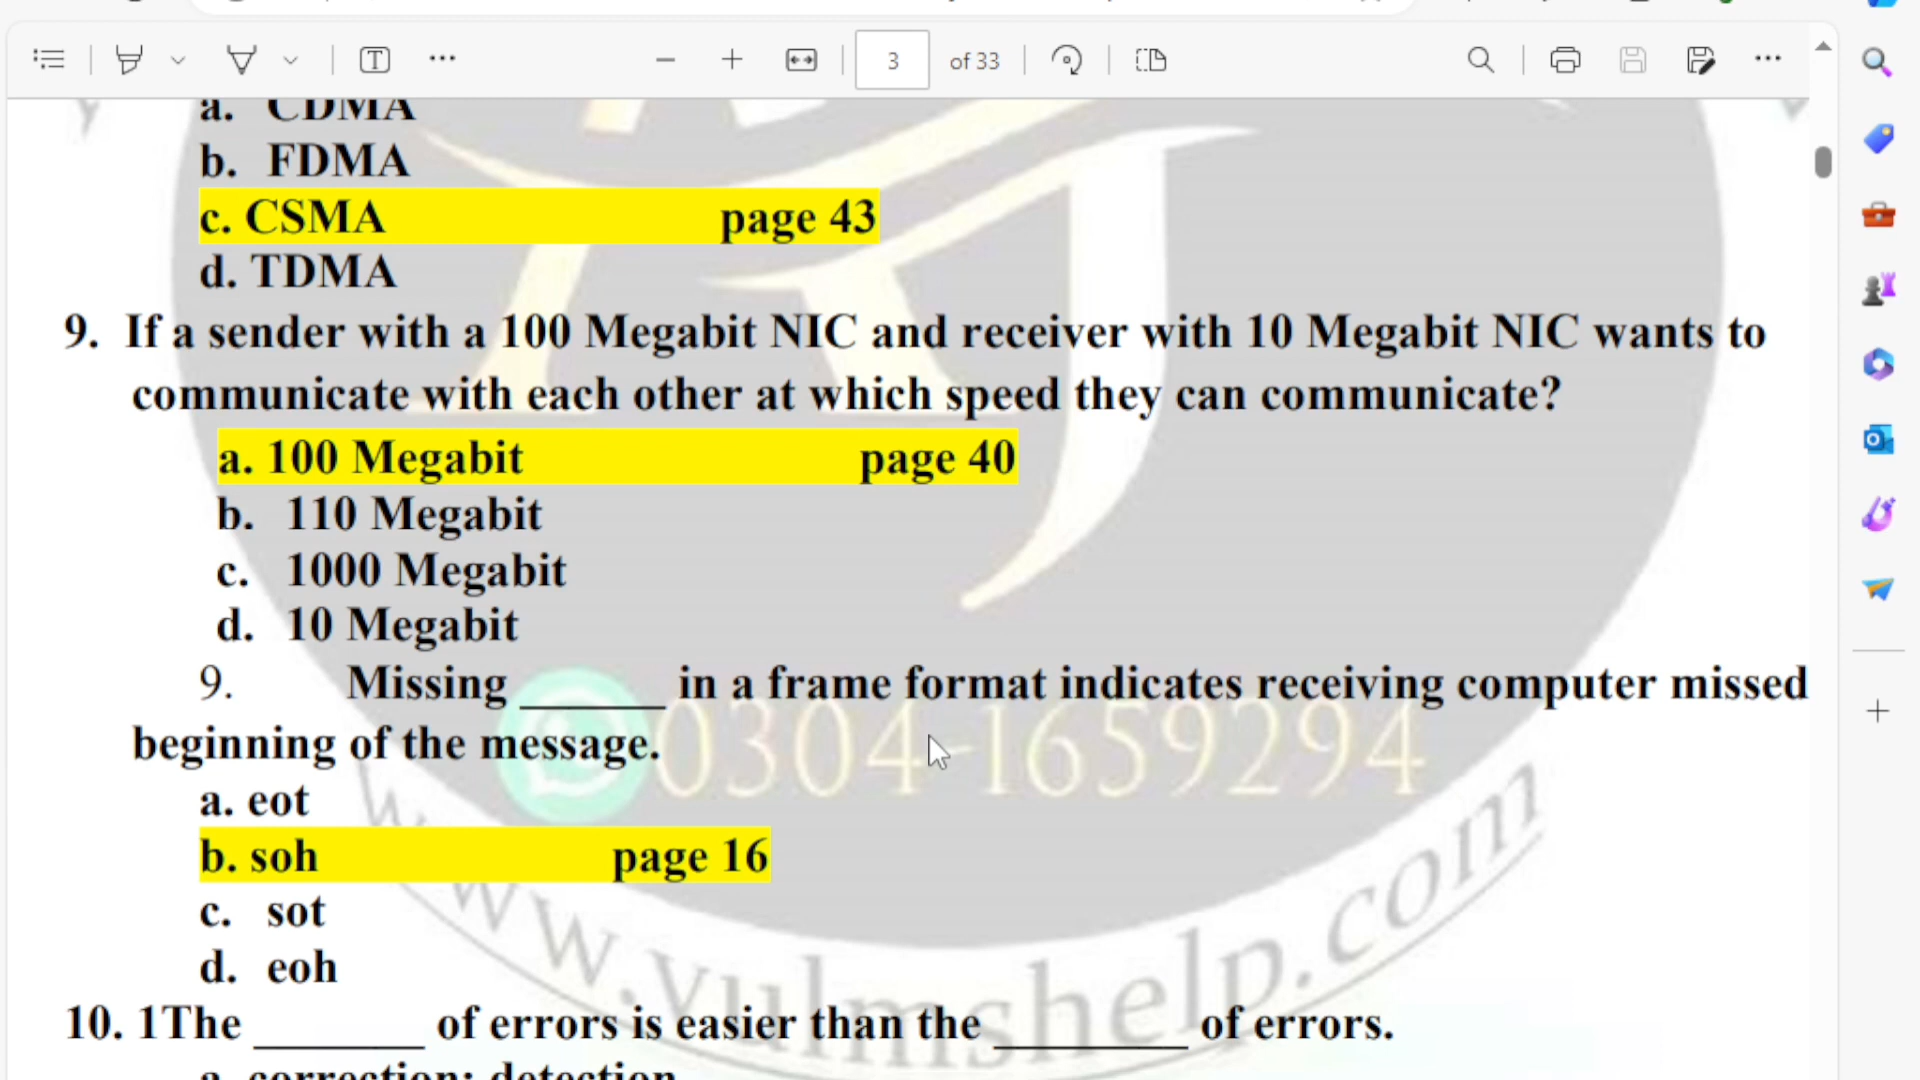 3 of 33
a. CDMA
b. FDMA
c. CSMA page 43
d. TDMA
9. If a sender with a 100 Megabit NIC and receiver with 10 Megabit NIC wants to
communicate with each other at which speed they can communicate?
a. 100 Megabit page 40
b. 110 Megabit
c. 1000 Megabit
d. 10 Megabit
9. Missing ______ in a frame format indicates receiving computer missed
beginning of the message.
0304-1659294
a. eot
b. soh page 16
c. sot
d. eoh
www.vulmshelp.com
10. 1The _______ of errors is easier than the ________ of errors.
a. correction; detection